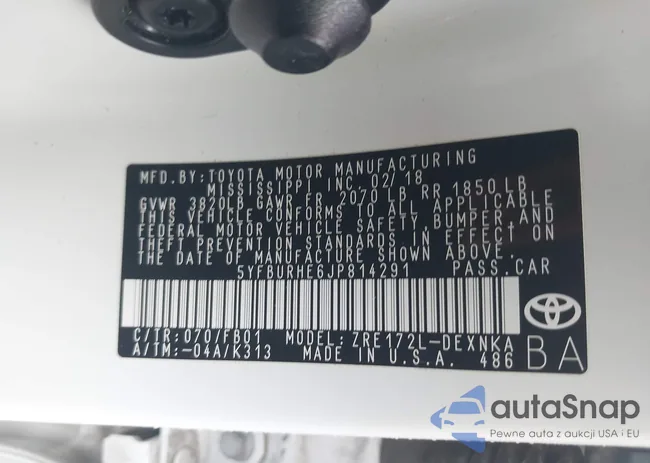 MFD.BY:TOYOTA MOTOR MANUFACTURING
MISSISSIPPI INC. 02/18
GVWR 3820LB GAWR FR 2070 LB RR 1850LB
THIS VEHICLE CONFORMS TO ALL APPLICABLE
FEDERAL MOTOR VEHICLE SAFETY,BUMPER,AND
THEFT PREVENTION STANDARDS IN EFFECT ON
THE DATE OF MANUFACTURE SHOWN ABOVE.
5YFBURHE6JP814291 PASS.CAR
C/TR:070/FB01 MODEL:ZRE172L-DEXNKA
A/TM:-04A/K313 MADE IN U.S.A. 486
BA
autaSnap
Pewne auta z aukcji USA i EU